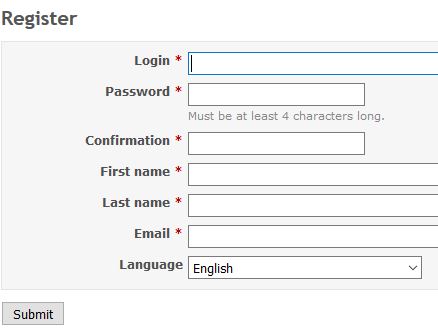 Register
Login *
Password *
Must be at least 4 characters long.
Confirmation *
First name *
Last name *
Email *
Language English
Submit